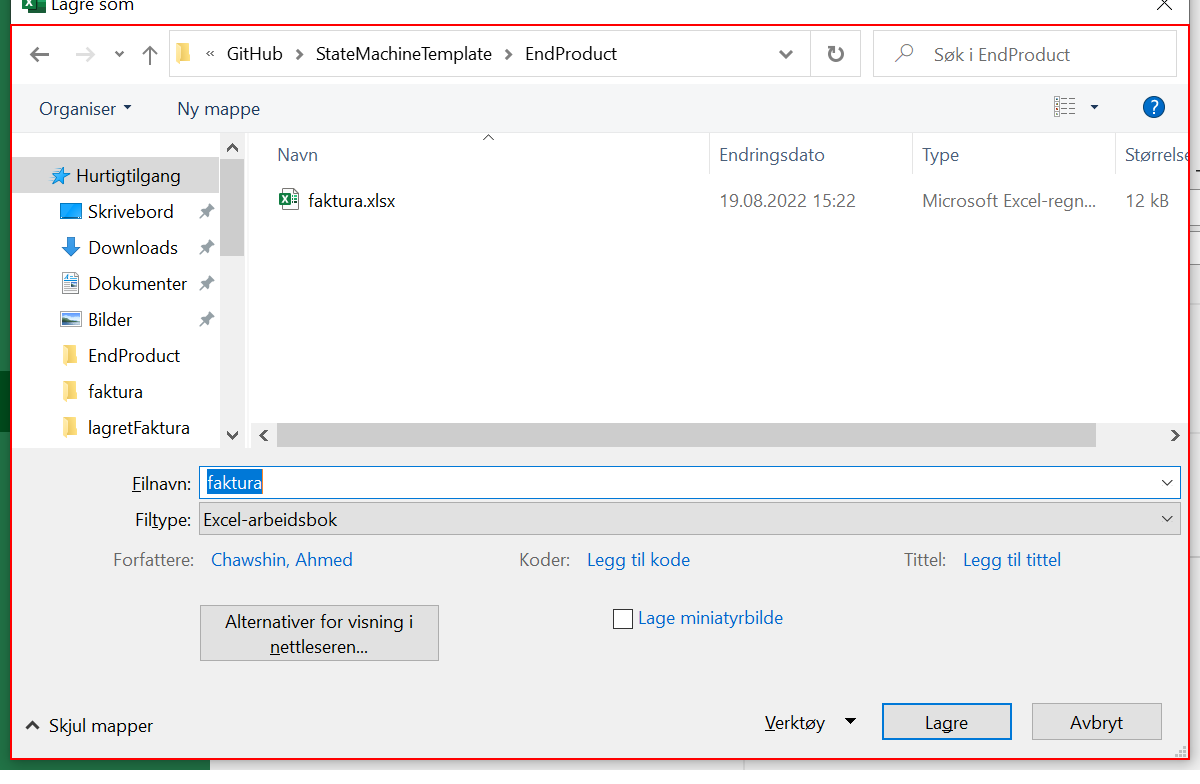 Lagre som
« GitHub > StateMachineTemplate > EndProduct
Søk i EndProduct
Organiser
Ny mappe
?
Navn
Endringsdato
Type
Størrelse
Hurtigtilgang
Skrivebord
Downloads
Dokumenter
Bilder
EndProduct
faktura
lagretFaktura
faktura.xlsx
19.08.2022 15:22
Microsoft Excel-regn...
12 kB
Filnavn: faktura
Filtype: Excel-arbeidsbok
Forfattere: Chawshin, Ahmed
Koder: Legg til kode
Tittel: Legg til tittel
Alternativer for visning i
nettleseren...
Lage miniatyrbilde
Skjul mapper
Verktøy
Lagre
Avbryt